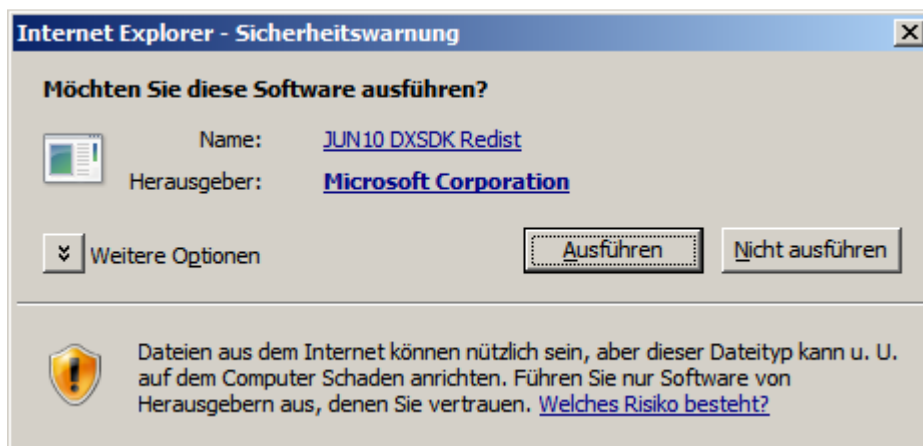 Internet Explorer - Sicherheitswarnung
Möchten Sie diese Software ausführen?
Name: JUN10 DXSDK Redist
Herausgeber: Microsoft Corporation
Weitere Optionen
Ausführen
Nicht ausführen
Dateien aus dem Internet können nützlich sein, aber dieser Dateityp kann u. U.
auf dem Computer Schaden anrichten. Führen Sie nur Software von
Herausgebern aus, denen Sie vertrauen. Welches Risiko besteht?